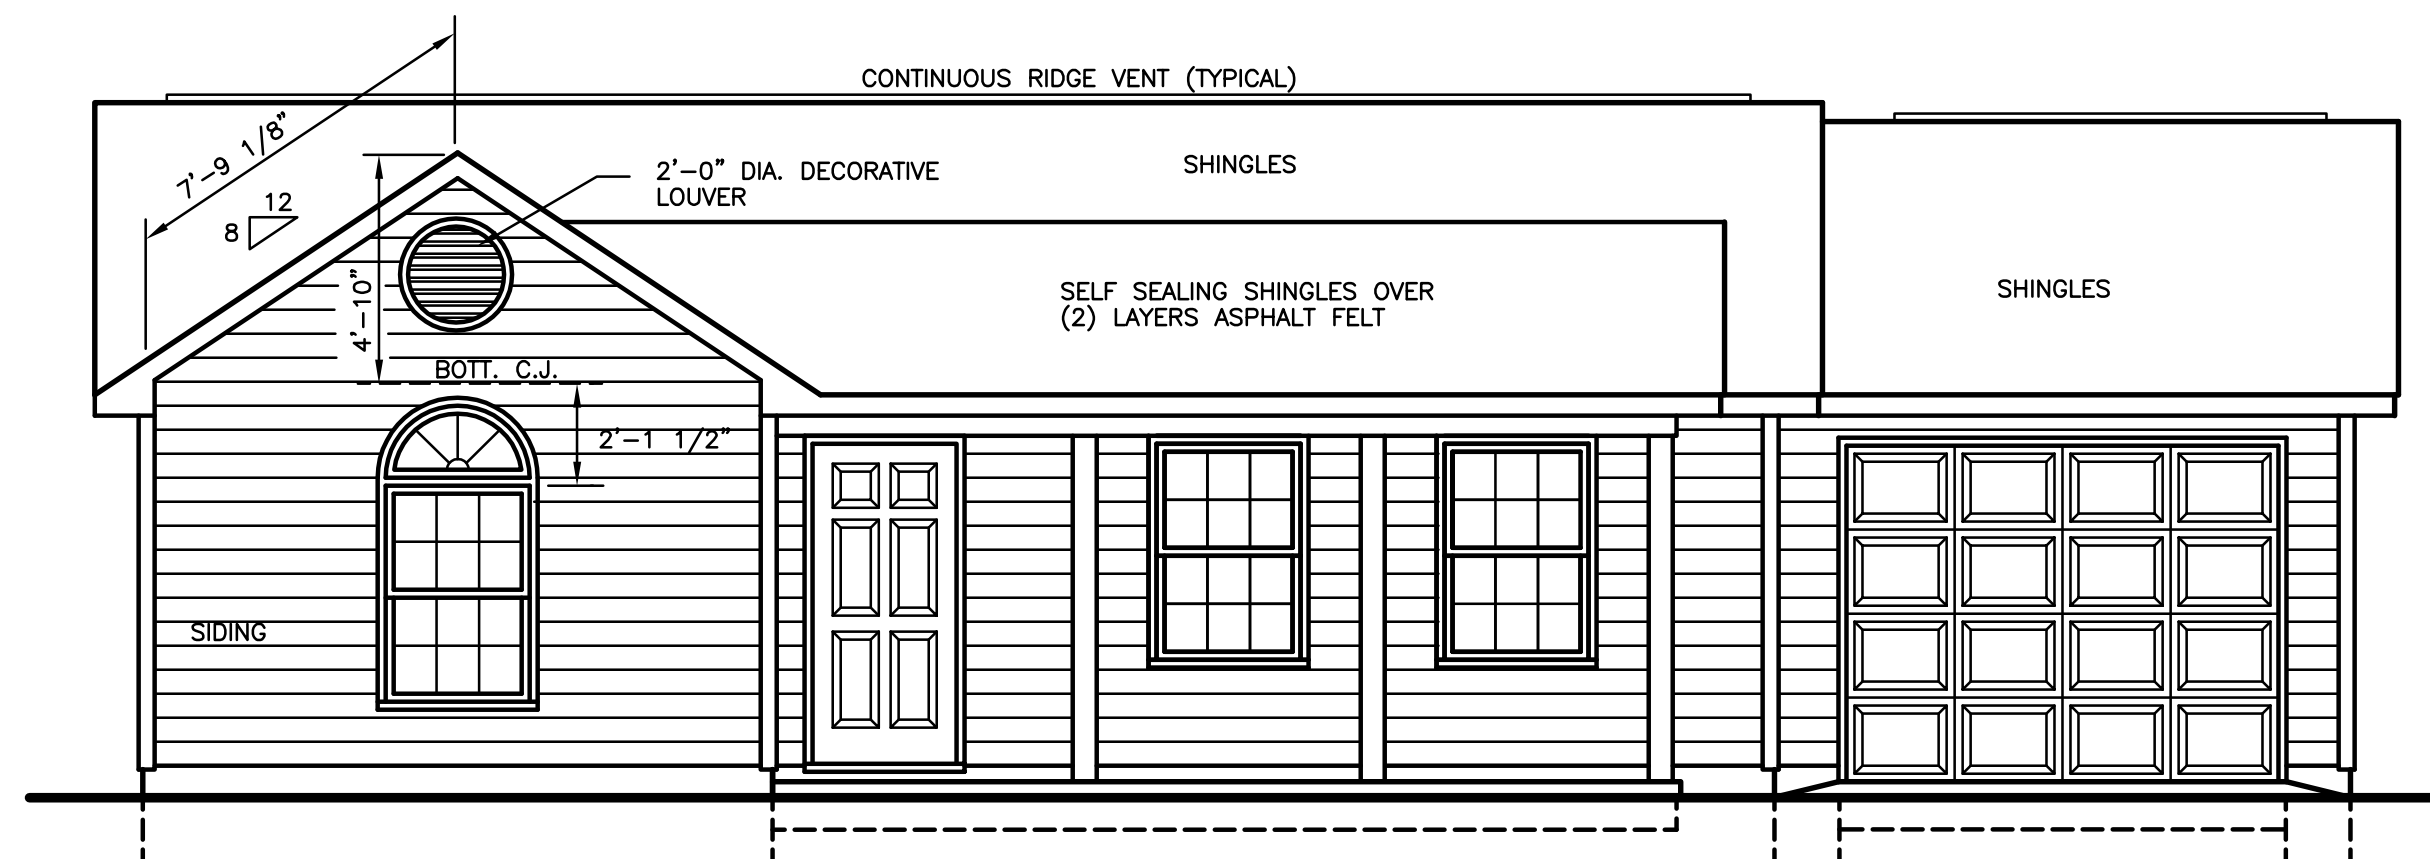 CONTINUOUS RIDGE VENT (TYPICAL)
7'-9 1/8"
12
8
4'-10"
2'-0" DIA. DECORATIVE
LOUVER
SHINGLES
SELF SEALING SHINGLES OVER
(2) LAYERS ASPHALT FELT
SHINGLES
BOTT. C.J.
2'-1 1/2"
SIDING